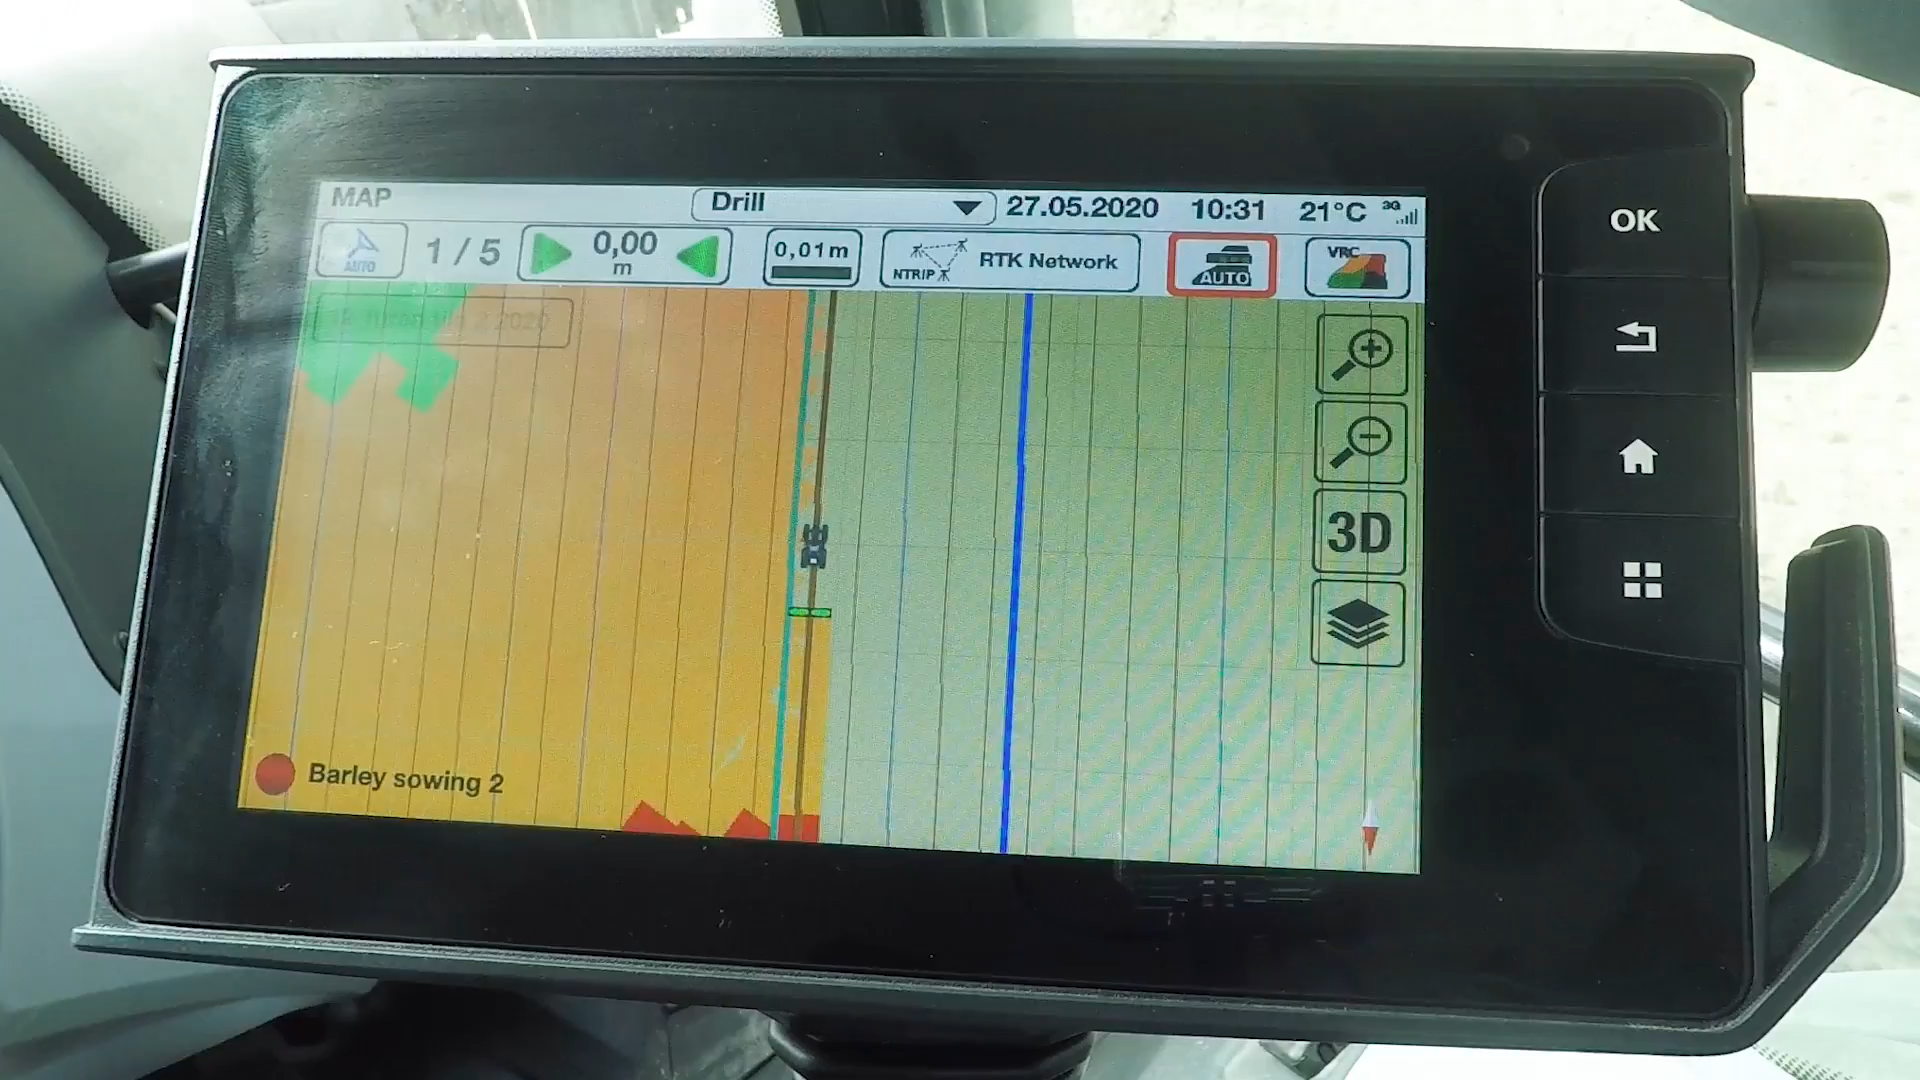 MAP Drill 27.05.2020 10:31 21°C 3G
AUTO 1 / 5 0,00 m 0,01m NTRIP RTK Network AUTO VRC
3D
Barley sowing 2
OK